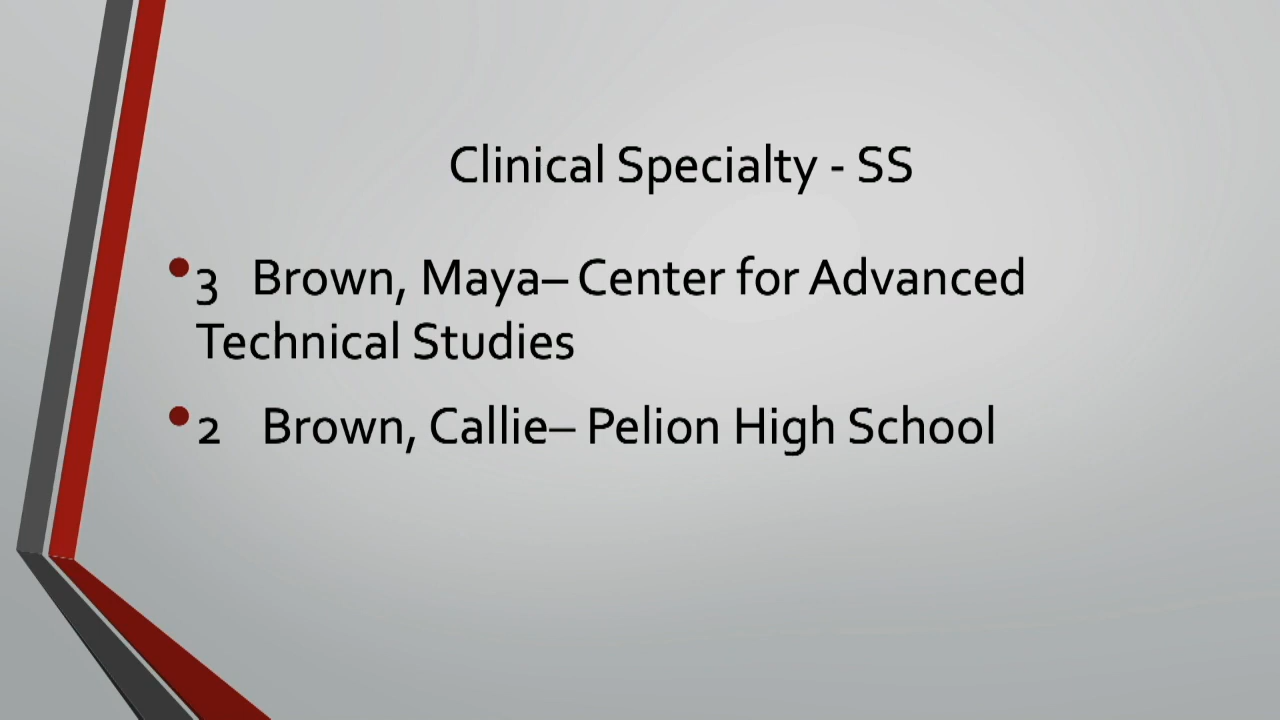 Clinical Specialty - SS
•3 Brown, Maya– Center for Advanced
Technical Studies
•2 Brown, Callie– Pelion High School